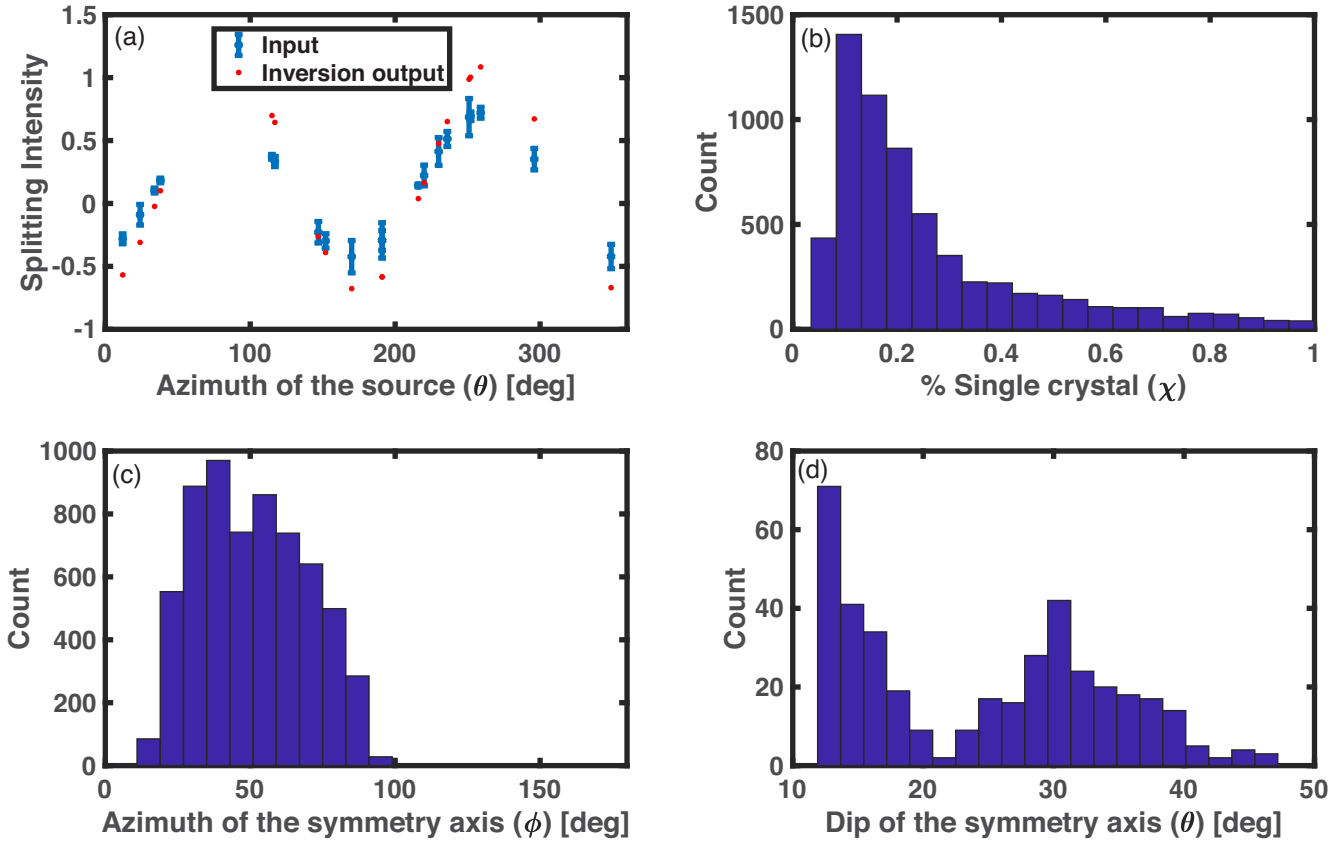 (a)
Input
Inversion output
1.5
1
0.5
0
-0.5
-1
Splitting Intensity
0 100 200 300
Azimuth of the source (θ) [deg]
(b)
1500
1000
500
0
Count
0 0.2 0.4 0.6 0.8 1
% Single crystal (χ)
(c)
1000
800
600
400
200
0
Count
0 50 100 150
Azimuth of the symmetry axis (ϕ) [deg]
(d)
80
60
40
20
0
Count
10 20 30 40 50
Dip of the symmetry axis (θ) [deg]